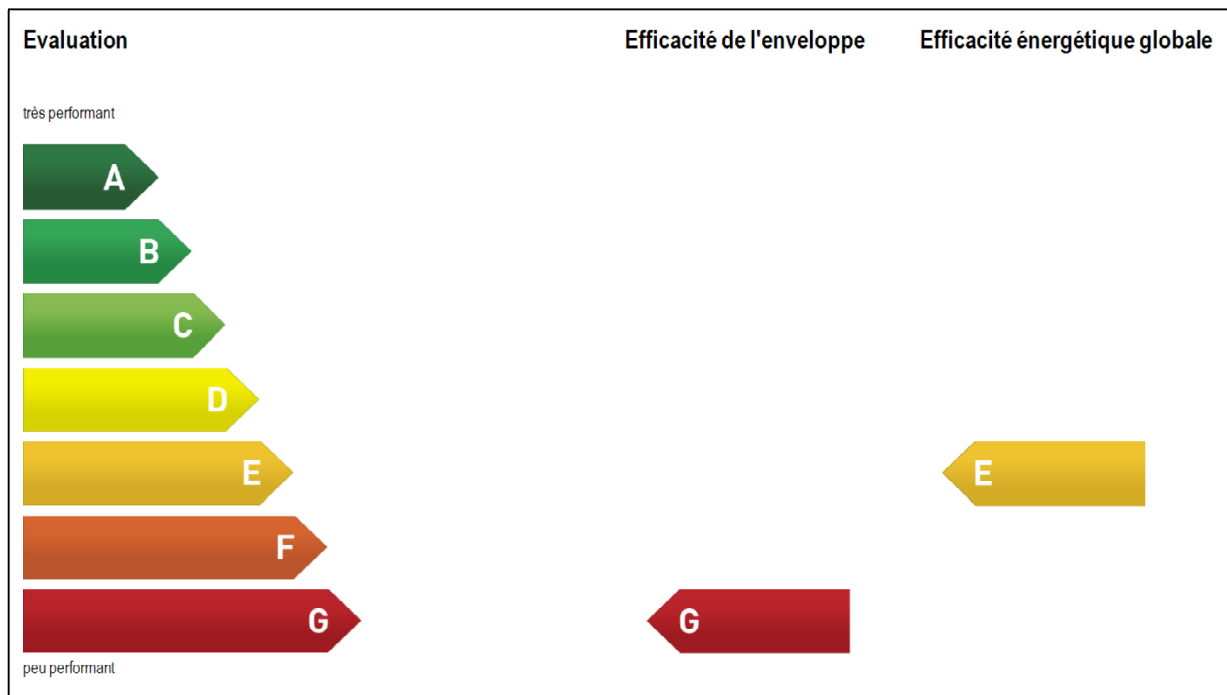 Evaluation Efficacité de l'enveloppe Efficacité énergétique globale
très performant
A
B
C
D
E E
F
G G
peu performant